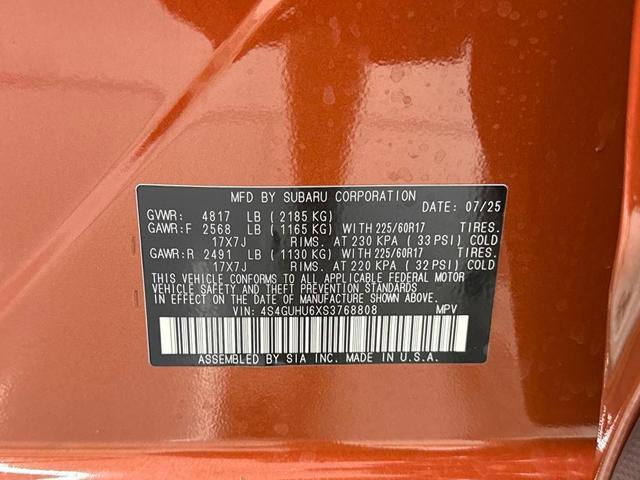 MFD BY SUBARU CORPORATION
GVWR: 4817 LB (2185 KG) DATE: 07/25
GAWR:F 2568 LB (1165 KG) WITH 225/60R17 TIRES.
17X7J RIMS. AT 230 KPA (33 PSI) COLD
GAWR:R 2491 LB (1130 KG) WITH 225/60R17 TIRES.
17X7J RIMS. AT 220 KPA (32 PSI) COLD
THIS VEHICLE CONFORMS TO ALL APPLICABLE FEDERAL MOTOR
VEHICLE SAFETY AND THEFT PREVENTION STANDARDS IN
EFFECT ON THE DATE OF MANUFACTURE SHOWN ABOVE.
VIN: 4S4GUHU6XS3768808 MPV
ASSEMBLED BY SIA INC. MADE IN U.S.A.